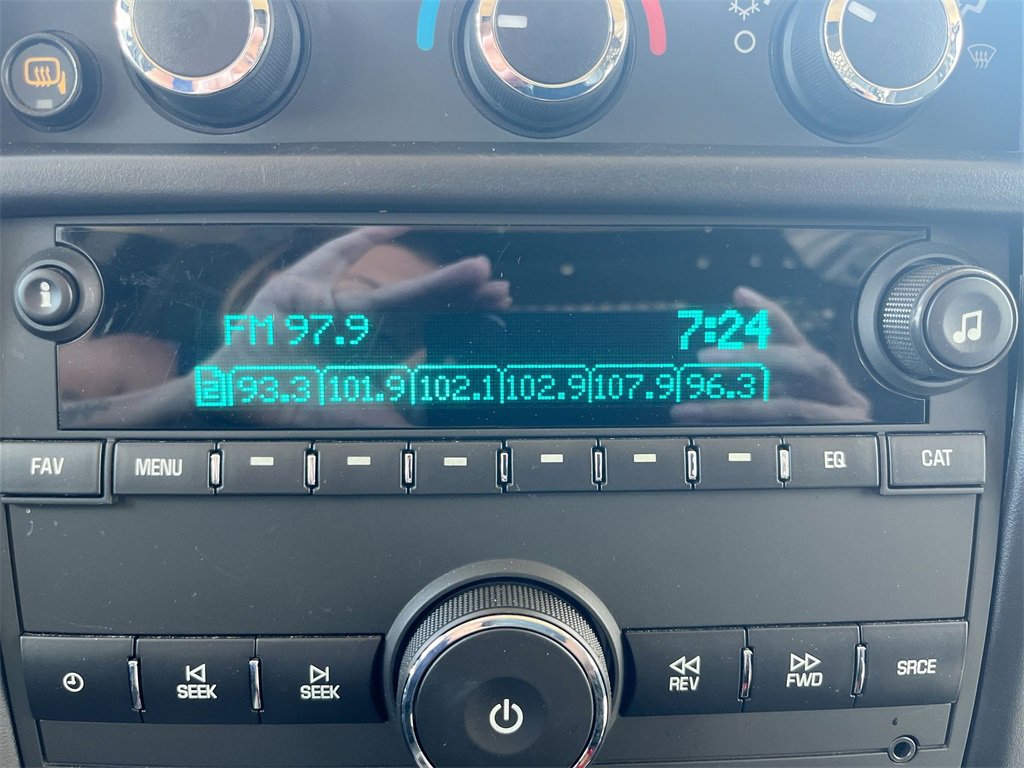 i
FM 97.9 7:24
2 93.3 101.9 102.1 102.9 107.9 96.3
FAV MENU EQ CAT
SEEK SEEK REV FWD SRCE